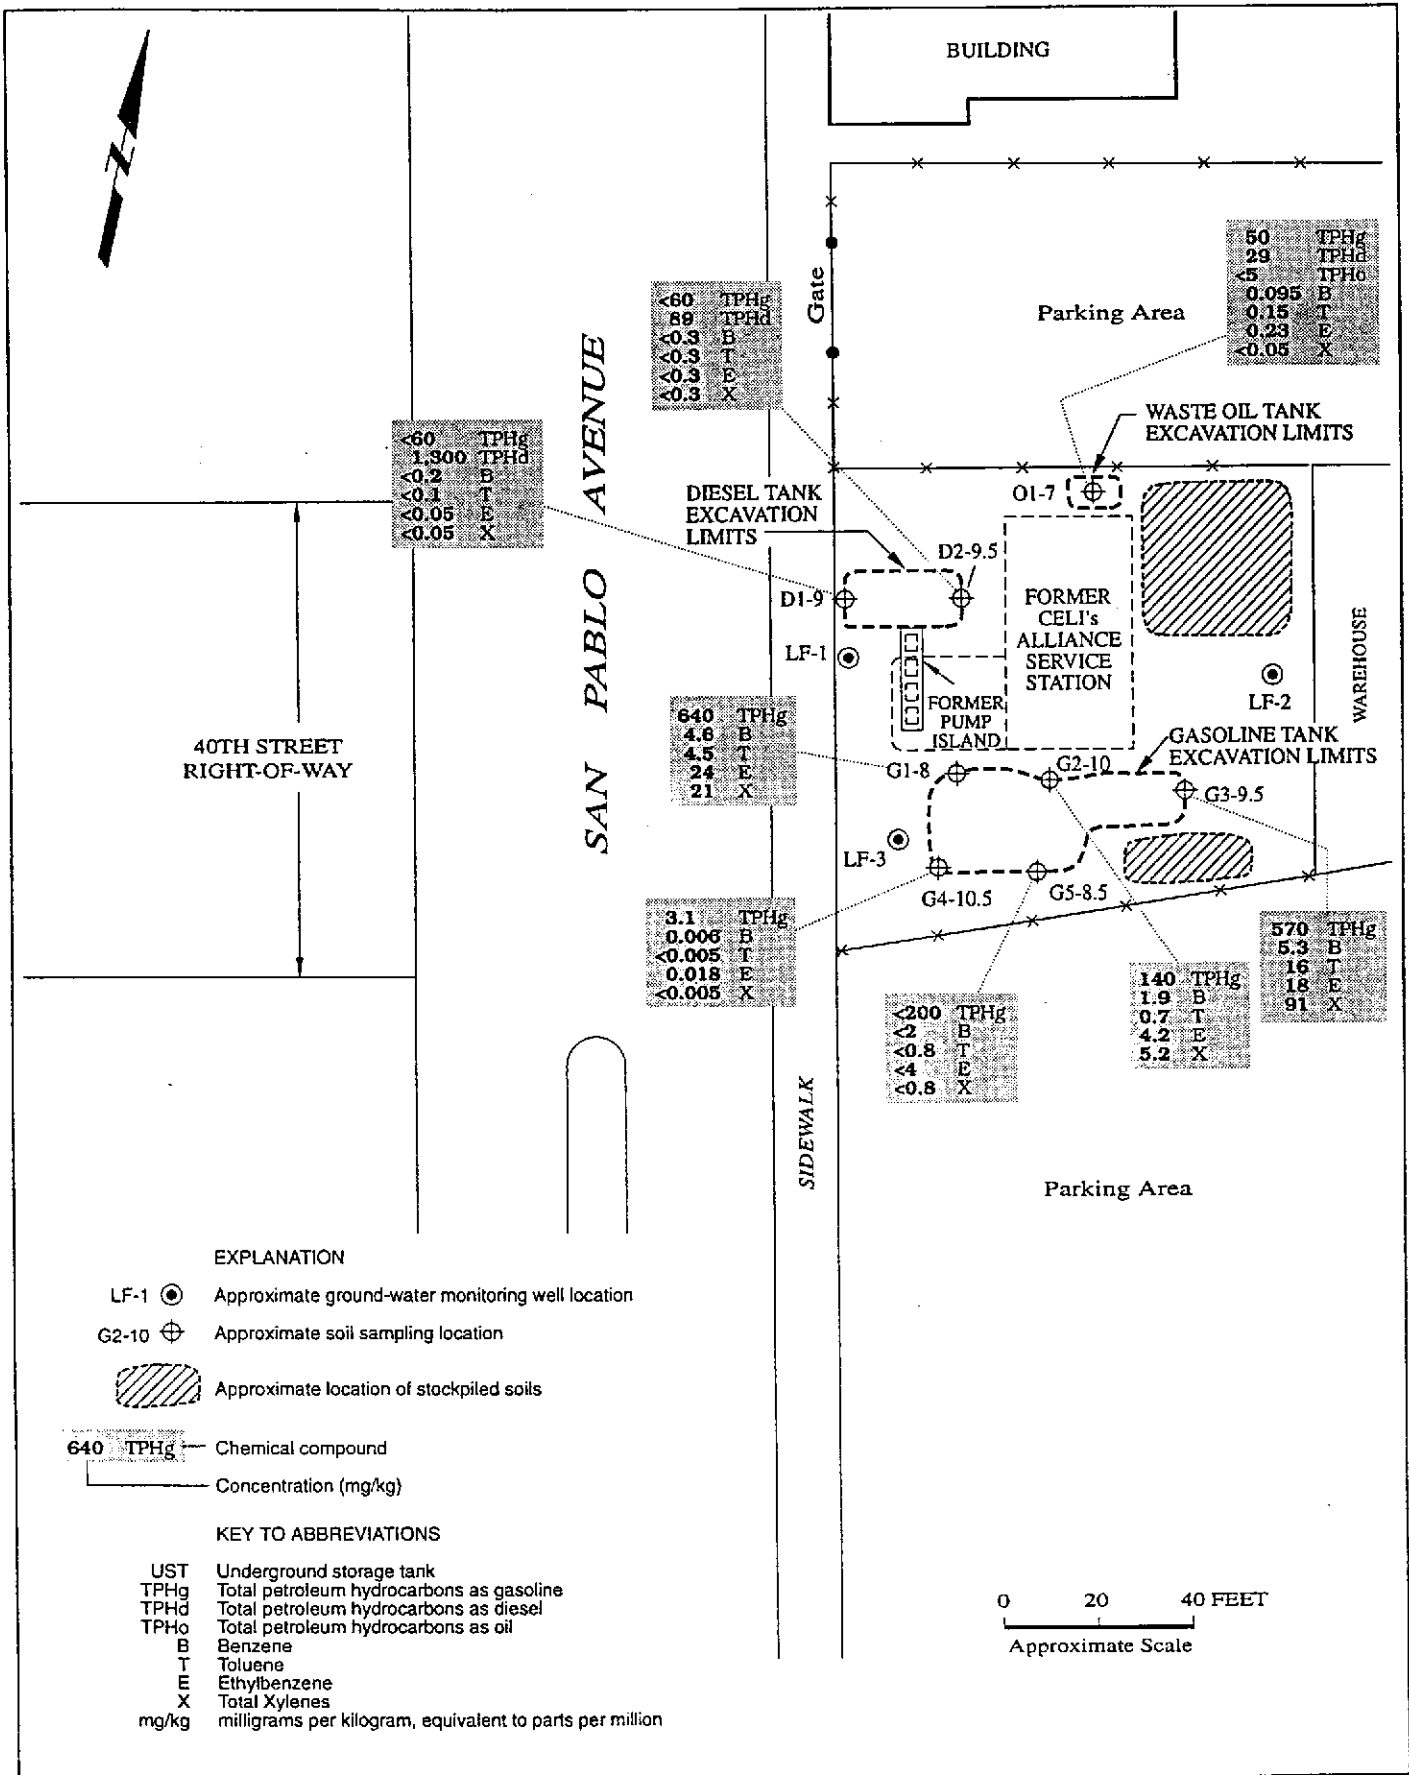 BUILDING
N
50 TPHg
29 TPHd
<5 TPHo
0.095 B
0.15 T
0.23 E
<0.05 X
Gate
Parking Area
<60 TPHg
89 TPHd
<0.3 B
<0.3 T
<0.3 E
<0.3 X
SAN PABLO AVENUE
WASTE OIL TANK
EXCAVATION LIMITS
<60 TPHg
1,300 TPHd
<0.2 B
<0.1 T
<0.05 E
<0.05 X
O1-7
DIESEL TANK
EXCAVATION
LIMITS
D2-9.5
D1-9
FORMER
CELI's
ALLIANCE
SERVICE
STATION
LF-1
WAREHOUSE
LF-2
FORMER
PUMP
ISLAND
640 TPHg
4.6 B
4.5 T
24 E
21 X
40TH STREET
RIGHT-OF-WAY
GASOLINE TANK
EXCAVATION LIMITS
G1-8
G2-10
G3-9.5
LF-3
G4-10.5
G5-8.5
3.1 TPHg
0.006 B
<0.005 T
0.018 E
<0.005 X
570 TPHg
5.3 B
16 T
18 E
91 X
140 TPHg
1.9 B
0.7 T
4.2 E
5.2 X
<200 TPHg
<2 B
<0.8 T
<4 E
<0.8 X
SIDEWALK
Parking Area
EXPLANATION
LF-1 Approximate ground-water monitoring well location
G2-10 Approximate soil sampling location
Approximate location of stockpiled soils
640 TPHg Chemical compound
Concentration (mg/kg)
KEY TO ABBREVIATIONS
UST Underground storage tank
TPHg Total petroleum hydrocarbons as gasoline
TPHd Total petroleum hydrocarbons as diesel
TPHo Total petroleum hydrocarbons as oil
B Benzene
T Toluene
E Ethylbenzene
X Total Xylenes
mg/kg milligrams per kilogram, equivalent to parts per million
0 20 40 FEET
Approximate Scale